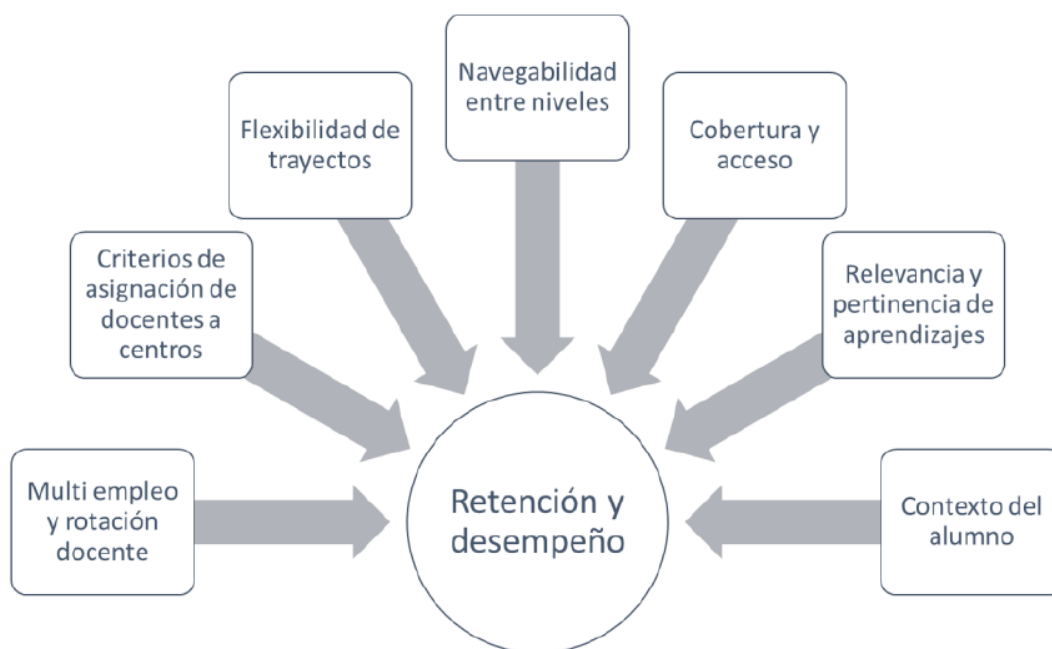 Navegabilidad
entre niveles
Flexibilidad de
trayectos
Cobertura y
acceso
Criterios de
asignación de
docentes a
centros
Relevancia y
pertinencia de
aprendizajes
Multi empleo
y rotación
docente
Retención y
desempeño
Contexto del
alumno